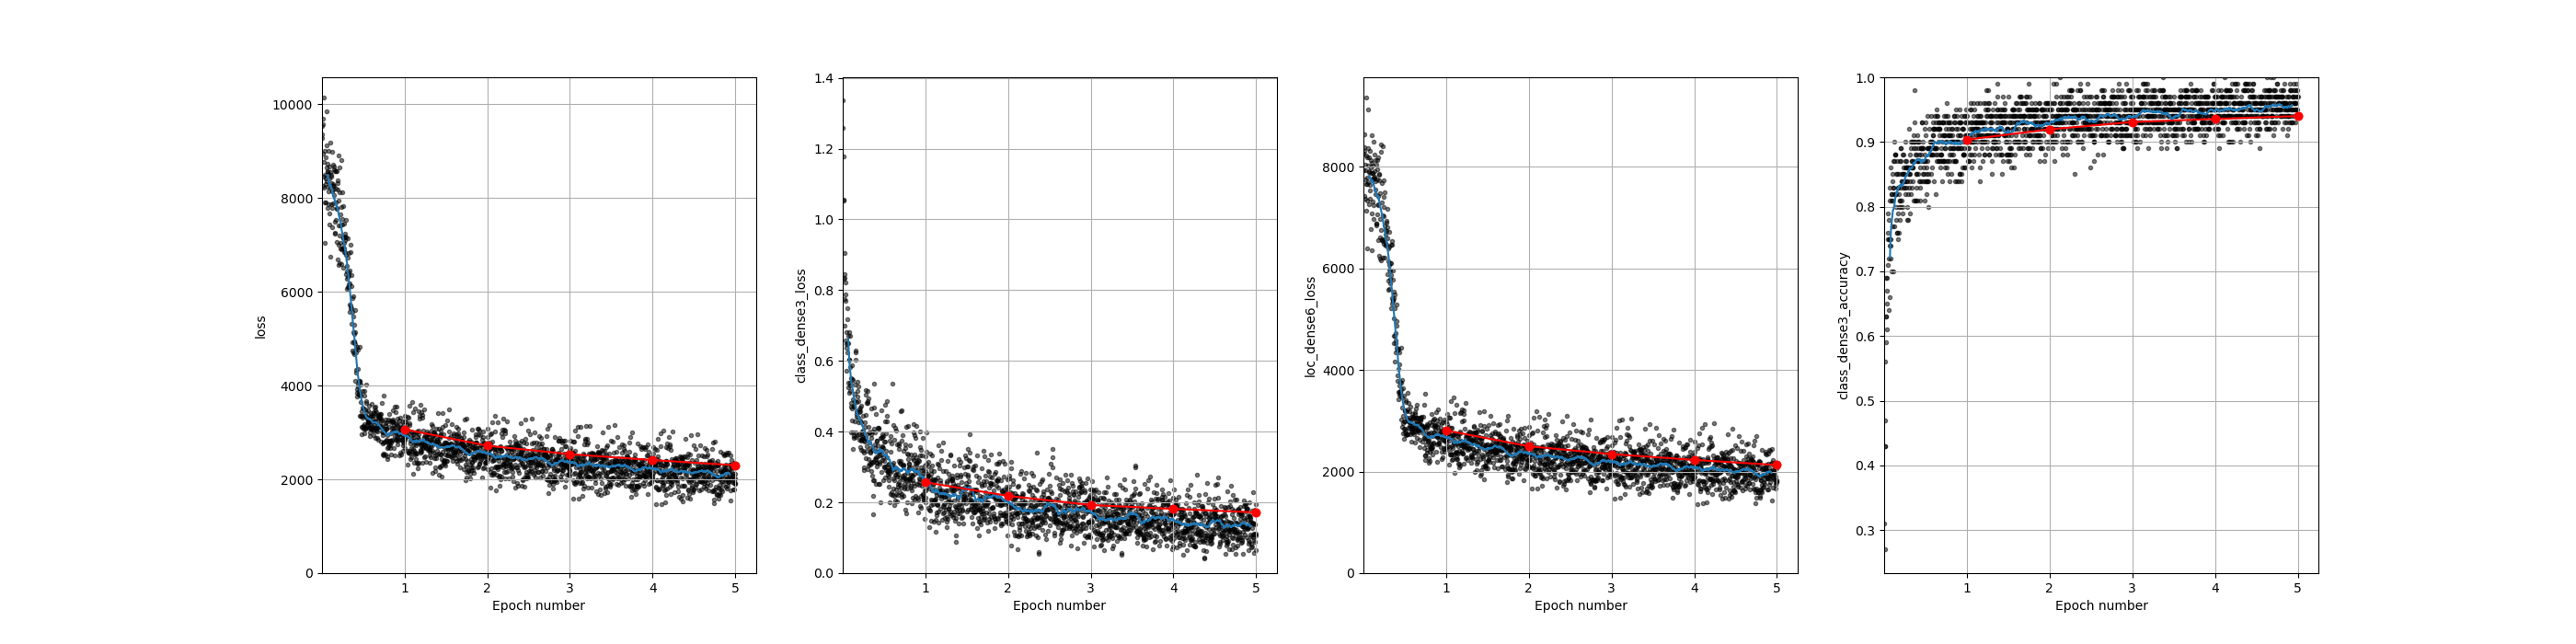 loss
10000
8000
6000
4000
2000
0
1 2 3 4 5
Epoch number
class_dense3_loss
1.4
1.2
1.0
0.8
0.6
0.4
0.2
0.0
1 2 3 4 5
Epoch number
loc_dense6_loss
8000
6000
4000
2000
0
1 2 3 4 5
Epoch number
class_dense3_accuracy
1.0
0.9
0.8
0.7
0.6
0.5
0.4
0.3
1 2 3 4 5
Epoch number